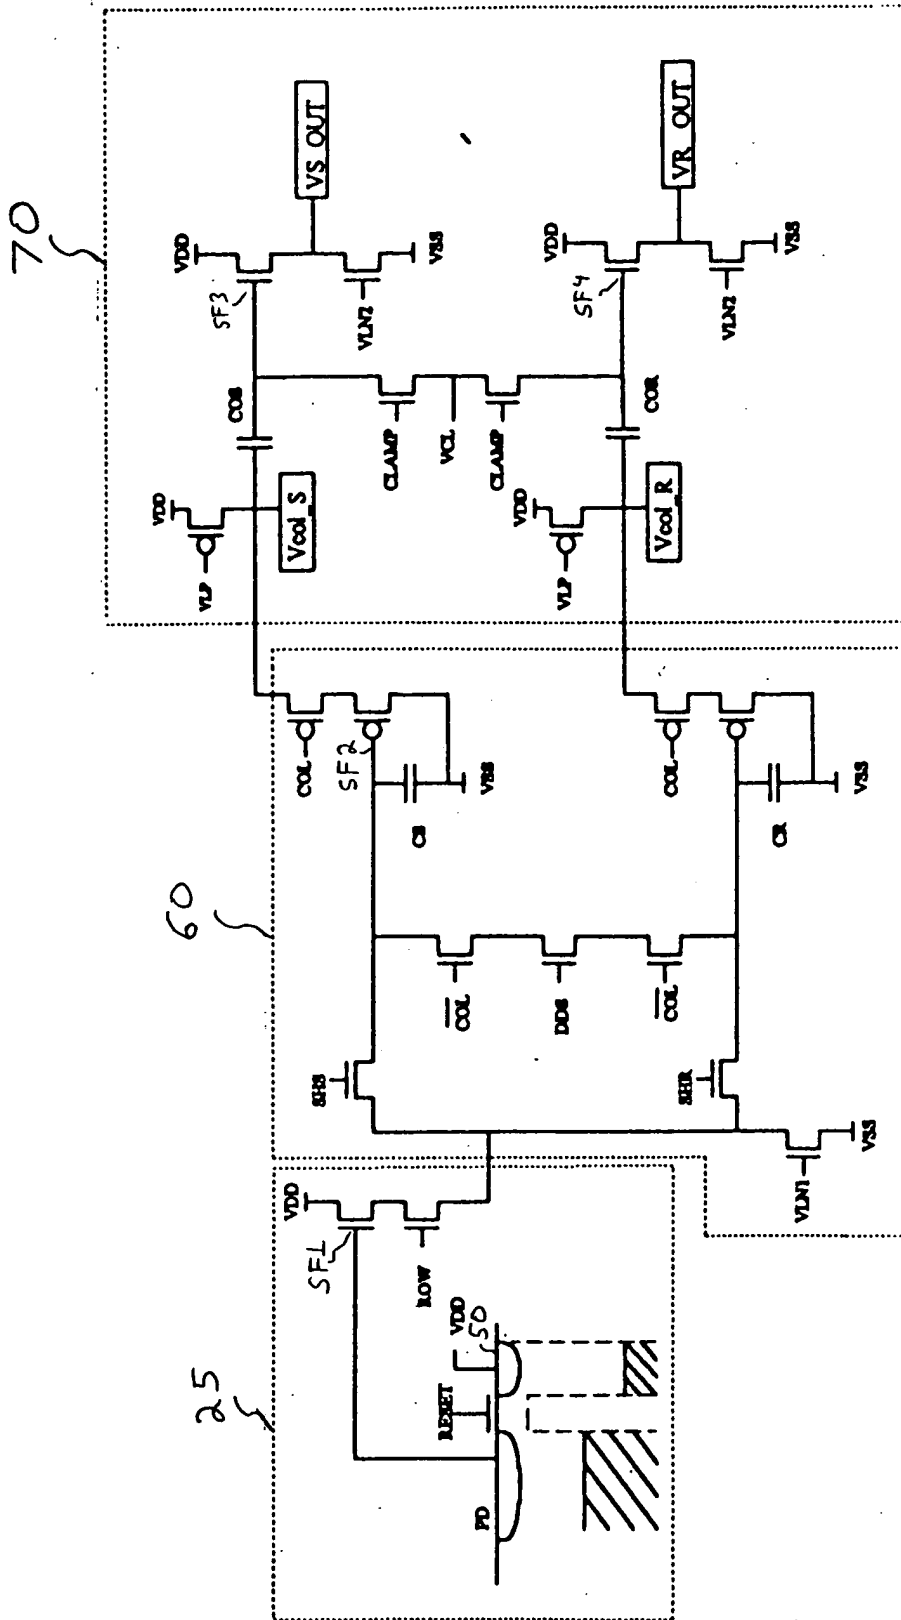 25
60
70
VDD
SF1
ROW
RESET
VDD
50
PD
SHS
SHR
COL
DDS
COL
VLN1
VSS
COL
SF2
CS
VSS
COL
CR
VSS
VLP
VDD
Vcol_S
COS
CLAMP
VCL
CLAMP
VLP
VDD
Vcol_R
COR
SF3
VDD
VS_OUT
VLN2
VSS
SF4
VDD
VR_OUT
VLN2
VSS